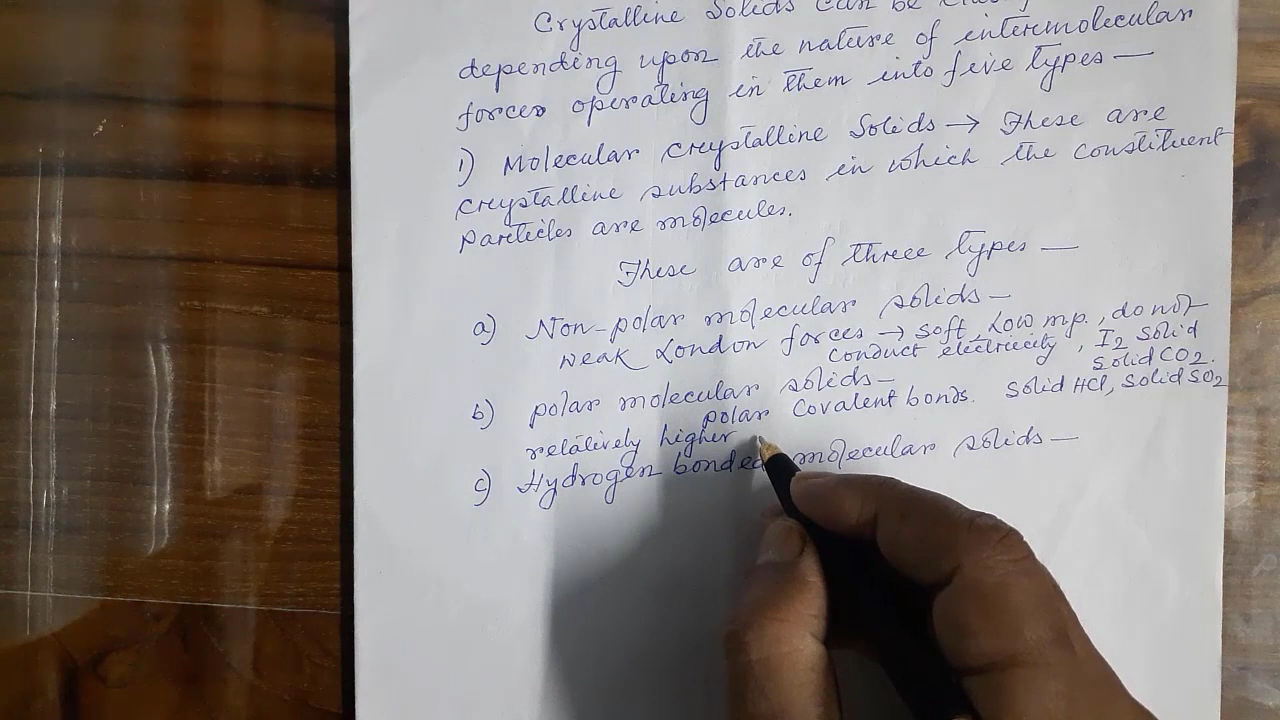 Crystalline Solids can be
depending upon the nature of intermolecular
forces operating in them into five types —
1) Molecular crystalline Solids → These are
crystalline substances in which the constituent
Particles are molecules.
These are of three types —
a) Non-polar molecular solids —
weak London forces → soft, Low m.p., do not
conduct electricity, I2 Solid
Solid CO2.
b) polar molecular solids —
polar Covalent bonds. Solid HCl, Solid SO2
relatively higher
c) Hydrogen bonded molecular solids —